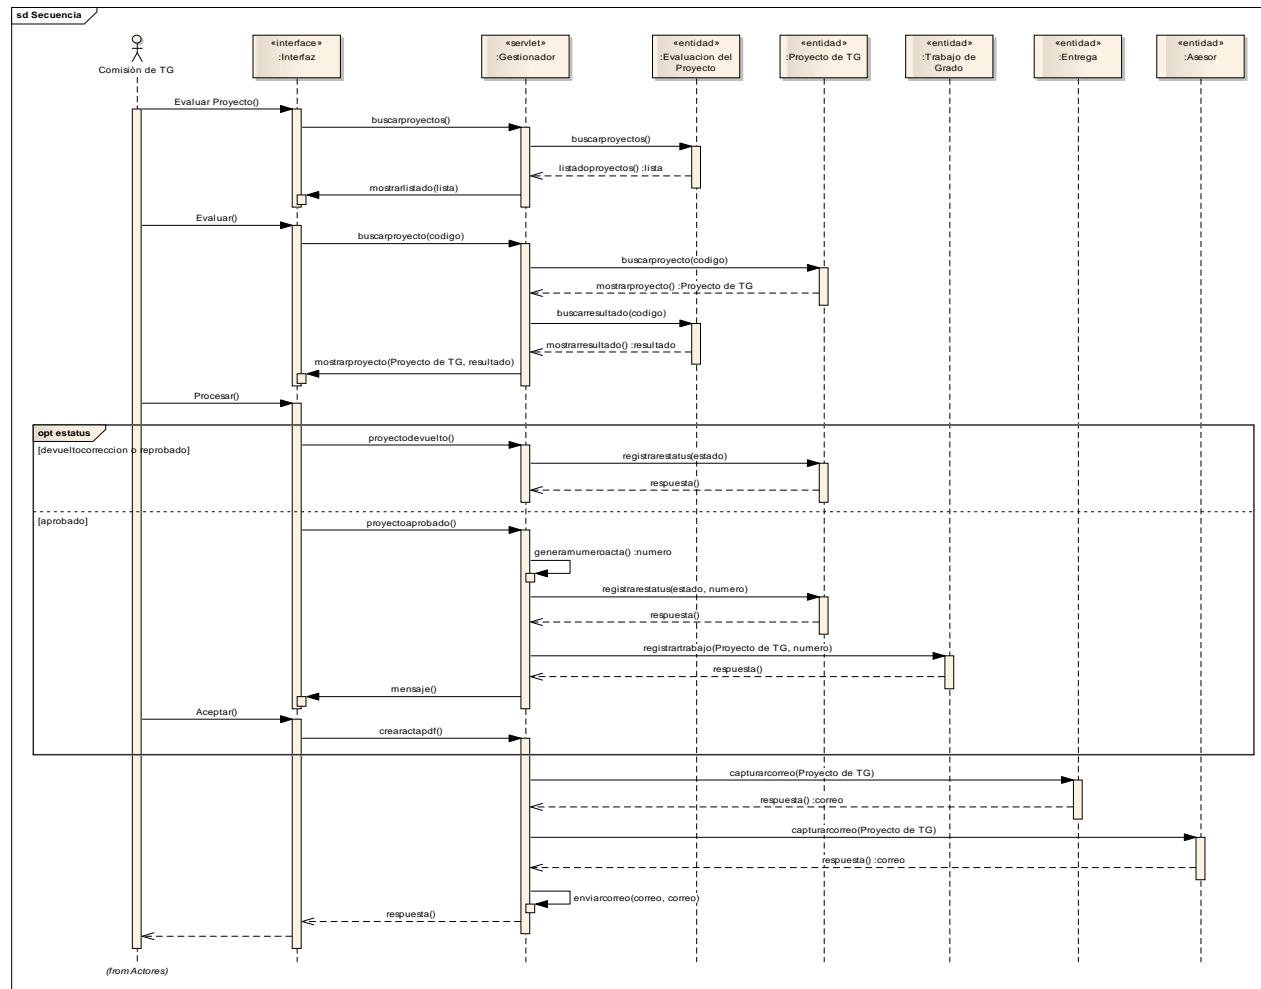 sd Secuencia
Comisión de TG
«interface»
:Interfaz
«servlet»
:Gestionador
«entidad»
:Evaluacion del
Proyecto
«entidad»
:Proyecto de TG
«entidad»
:Trabajo de
Grado
«entidad»
:Entrega
«entidad»
:Asesor
Evaluar Proyecto()
buscarproyectos()
buscarproyectos()
listadoproyectos() :lista
mostrarlistado(lista)
Evaluar()
buscarproyecto(codigo)
buscarproyecto(codigo)
mostrarproyecto() :Proyecto de TG
buscarresultado(codigo)
mostrarresultado() :resultado
mostrarproyecto(Proyecto de TG, resultado)
Procesar()
opt estatus
[devueltocorreccion o reprobado]
proyectodevuelto()
registrarestatus(estado)
respuesta()
[aprobado]
proyectoaprobado()
generarnumeroacta() :numero
registrarestatus(estado, numero)
respuesta()
registrartrabajo(Proyecto de TG, numero)
respuesta()
mensaje()
Aceptar()
crearactapdf()
capturarcorreo(Proyecto de TG)
respuesta() :correo
capturarcorreo(Proyecto de TG)
respuesta() :correo
enviarcorreo(correo, correo)
respuesta()
(from Actores)